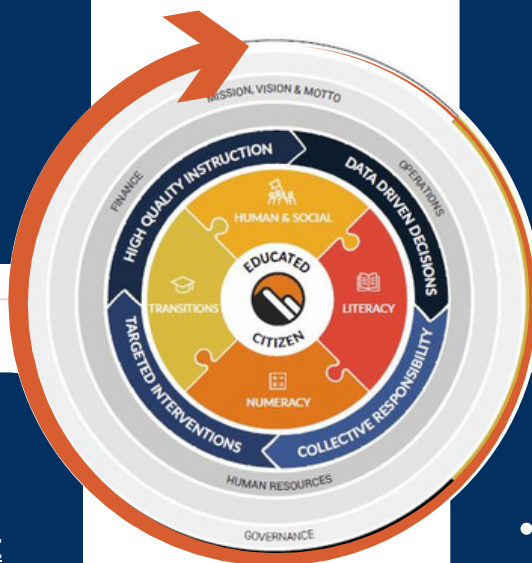 MISSION, VISION & MOTTO
FINANCE
OPERATIONS
HIGH QUALITY INSTRUCTION
DATA DRIVEN DECISIONS
HUMAN & SOCIAL
EDUCATED
TRANSITIONS
LITERACY
CITIZEN
NUMERACY
TARGETED INTERVENTIONS
COLLECTIVE RESPONSIBILITY
HUMAN RESOURCES
GOVERNANCE